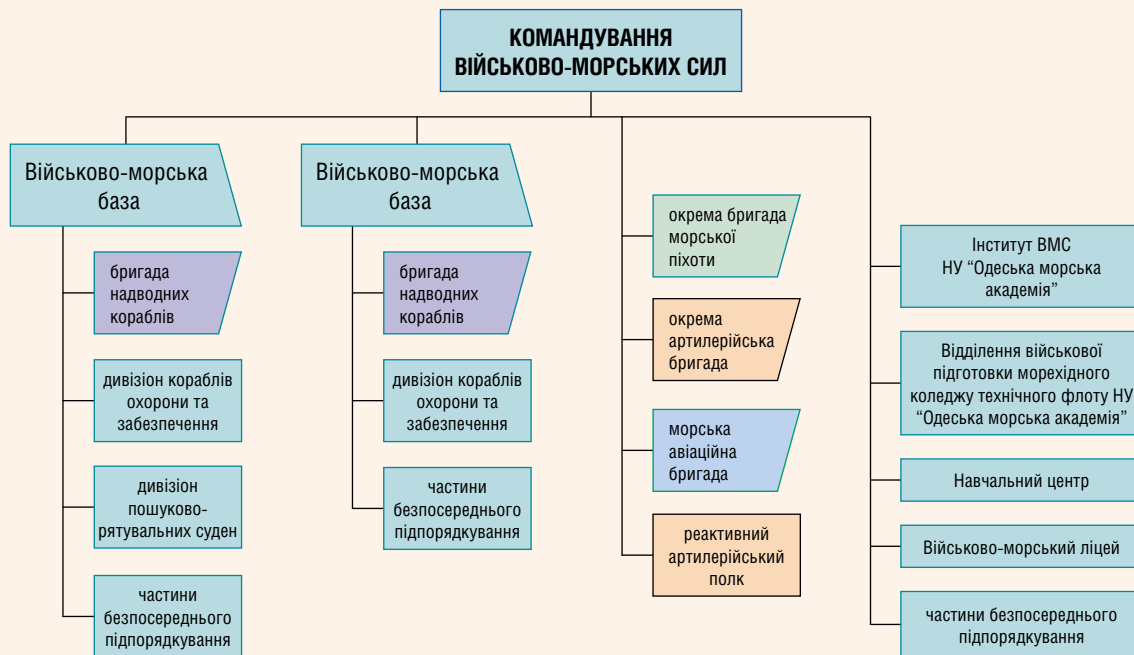 КОМАНДУВАННЯ
ВІЙСЬКОВО-МОРСЬКИХ СИЛ
Військово-морська
база
бригада
надводних
кораблів
дивізіон кораблів
охорони та
забезпечення
дивізіон
пошуково-
рятувальних суден
частини
безпосереднього
підпорядкування
Військово-морська
база
бригада
надводних
кораблів
дивізіон кораблів
охорони та
забезпечення
частини
безпосереднього
підпорядкування
окрема бригада
морської
піхоти
окрема
артилерійська
бригада
морська
авіаційна
бригада
реактивний
артилерійський
полк
Інститут ВМС
НУ “Одеська морська
академія”
Відділення військової
підготовки морехідного
коледжу технічного флоту НУ
“Одеська морська академія”
Навчальний центр
Військово-морський ліцей
частини безпосереднього
підпорядкування